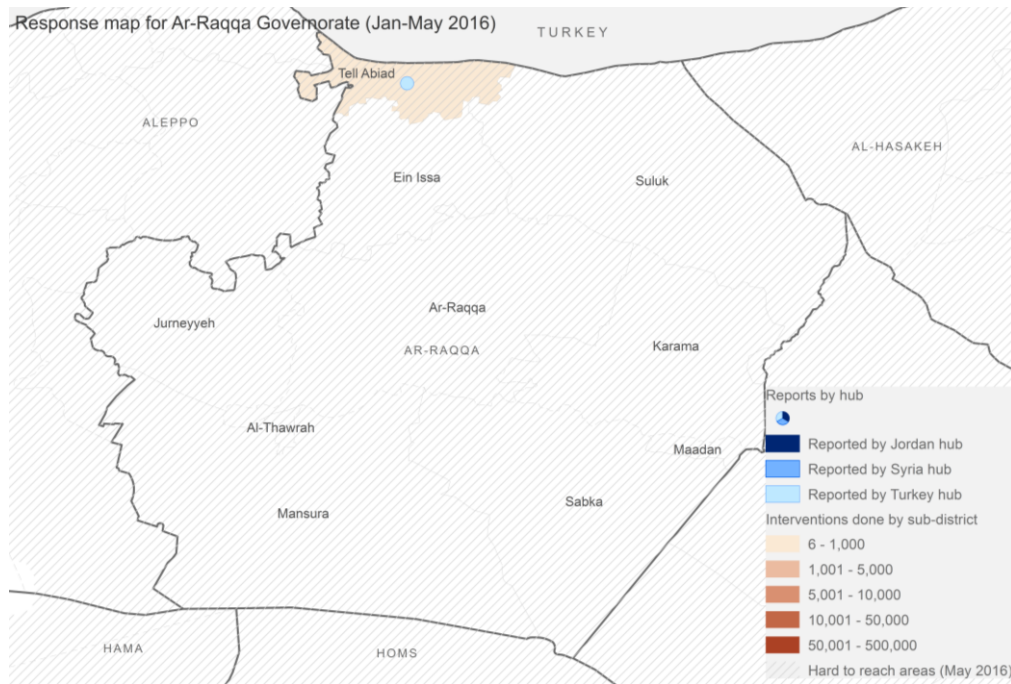 Response map for Ar-Raqqa Governorate (Jan-May 2016)
TURKEY
Tell Abiad
ALEPPO
AL-HASAKEH
Ein Issa
Suluk
Ar-Raqqa
Jurneyyeh
AR-RAQQA
Karama
Al-Thawrah
Maadan
Sabka
Mansura
HAMA
HOMS
Reports by hub
Reported by Jordan hub
Reported by Syria hub
Reported by Turkey hub
Interventions done by sub-district
6 - 1,000
1,001 - 5,000
5,001 - 10,000
10,001 - 50,000
50,001 - 500,000
Hard to reach areas (May 2016)